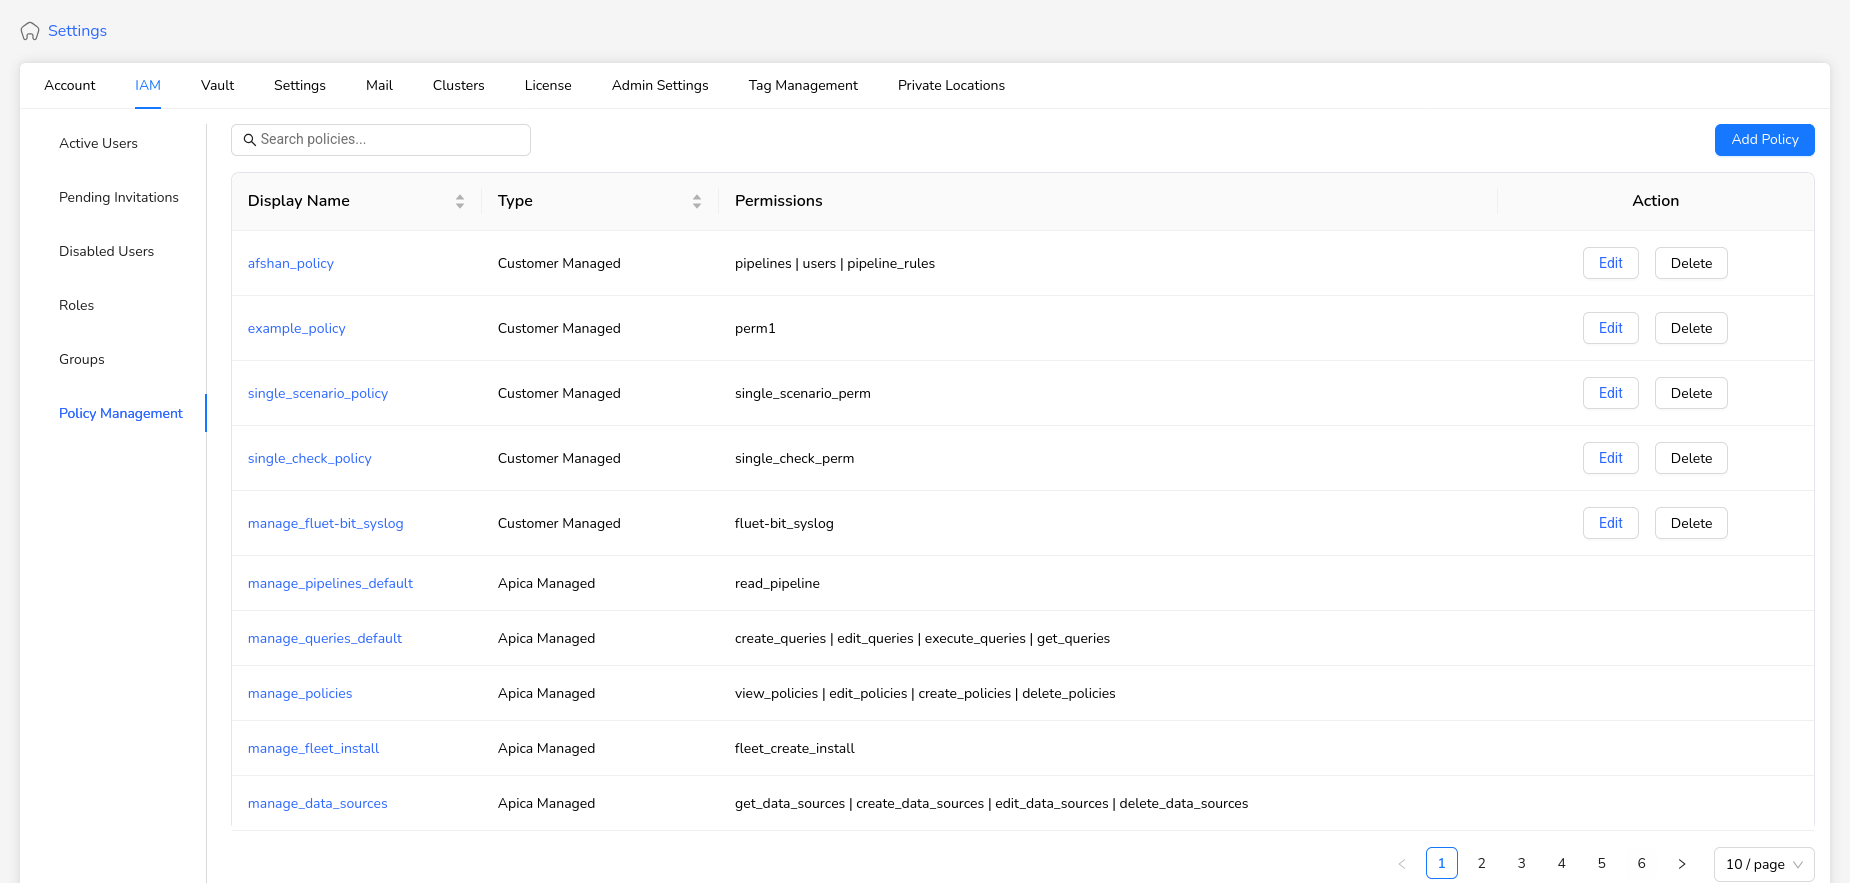 Settings
Account IAM Vault Settings Mail Clusters License Admin Settings Tag Management Private Locations
Active Users
Pending Invitations
Disabled Users
Roles
Groups
Policy Management
Search policies... Add Policy
Display Name Type Permissions Action
afshan_policy Customer Managed pipelines | users | pipeline_rules Edit Delete
example_policy Customer Managed perm1 Edit Delete
single_scenario_policy Customer Managed single_scenario_perm Edit Delete
single_check_policy Customer Managed single_check_perm Edit Delete
manage_fluet-bit_syslog Customer Managed fluet-bit_syslog Edit Delete
manage_pipelines_default Apica Managed read_pipeline
manage_queries_default Apica Managed create_queries | edit_queries | execute_queries | get_queries
manage_policies Apica Managed view_policies | edit_policies | create_policies | delete_policies
manage_fleet_install Apica Managed fleet_create_install
manage_data_sources Apica Managed get_data_sources | create_data_sources | edit_data_sources | delete_data_sources
< 1 2 3 4 5 6 > 10 / page